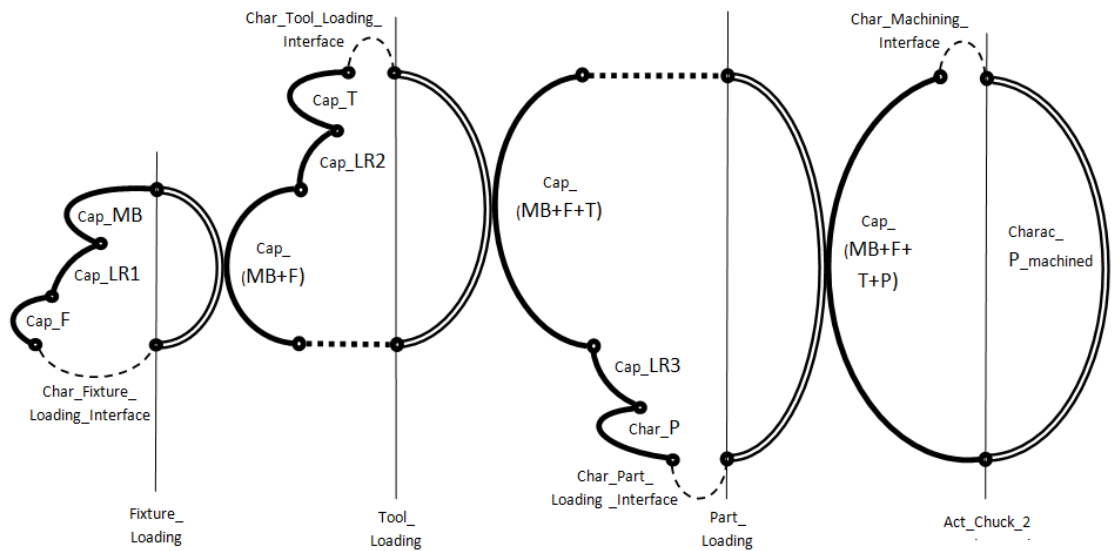 Char_Tool_Loading_
Interface
Char_Machining_
Interface
Cap_T
Cap_LR2
Cap_MB
Cap_LR1
Cap_F
Char_Fixture_
Loading_Interface
Cap_
(MB+F)
Cap_
(MB+F+T)
Cap_LR3
Char_P
Char_Part_
Loading _Interface
Cap_
(MB+F+
T+P)
Charac_
P_machined
Fixture_
Loading
Tool_
Loading
Part_
Loading
Act_Chuck_2